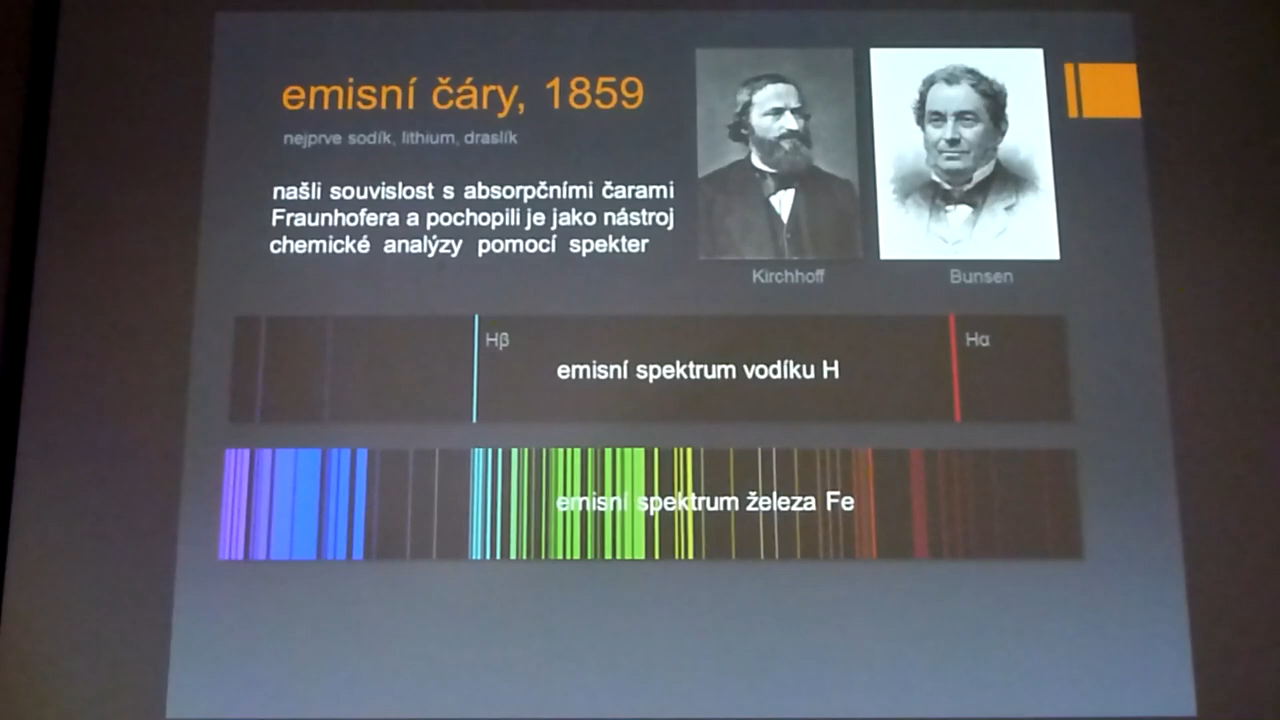 emisní čáry, 1859
nejprve sodík, lithium, draslík
našli souvislost s absorpčními čarami
Fraunhofera a pochopili je jako nástroj
chemické analýzy pomocí spekter
Kirchhoff
Bunsen
Hβ
Hα
emisní spektrum vodíku H
emisní spektrum železa Fe